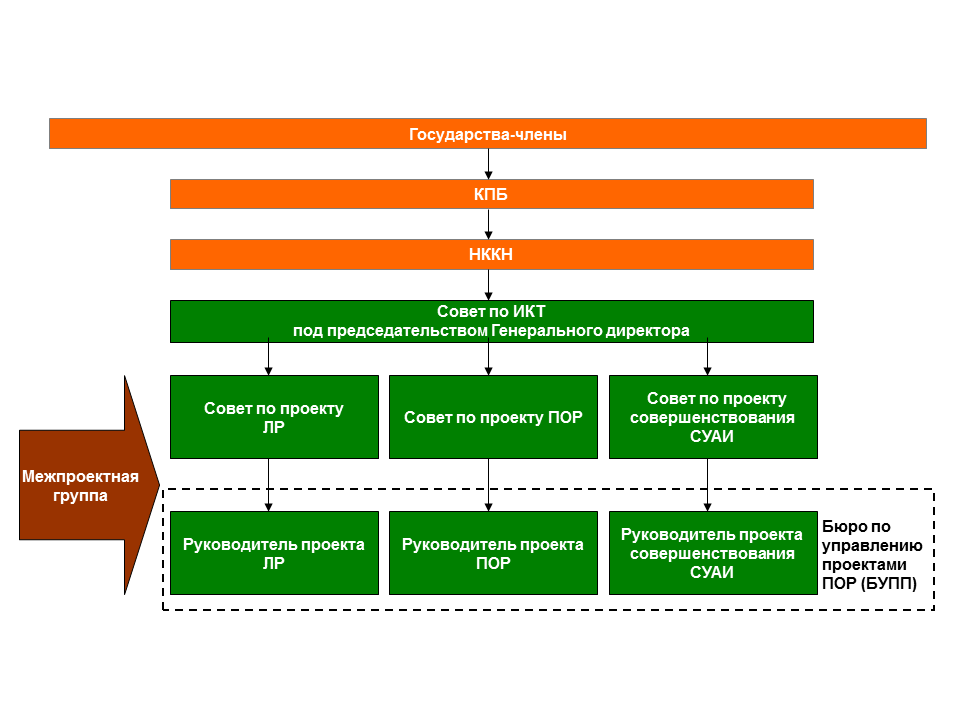 Государства-члены
КПБ
НККН
Совет по ИКТ
под председательством Генерального директора
Совет по проекту
ЛР
Совет по проекту ПОР
Совет по проекту
совершенствования
СУАИ
Межпроектная
группа
Руководитель проекта
ЛР
Руководитель проекта
ПОР
Руководитель проекта
совершенствования
СУАИ
Бюро по
управлению
проектами
ПОР (БУПП)